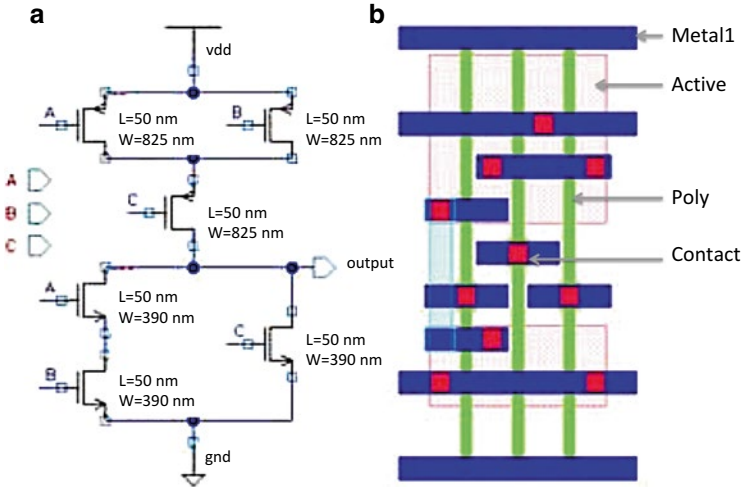 a
vdd
A
L=50 nm
W=825 nm
B
L=50 nm
W=825 nm
A
B
C
C
L=50 nm
W=825 nm
output
A
L=50 nm
W=390 nm
C
L=50 nm
W=390 nm
B
L=50 nm
W=390 nm
gnd
b
Metal1
Active
Poly
Contact